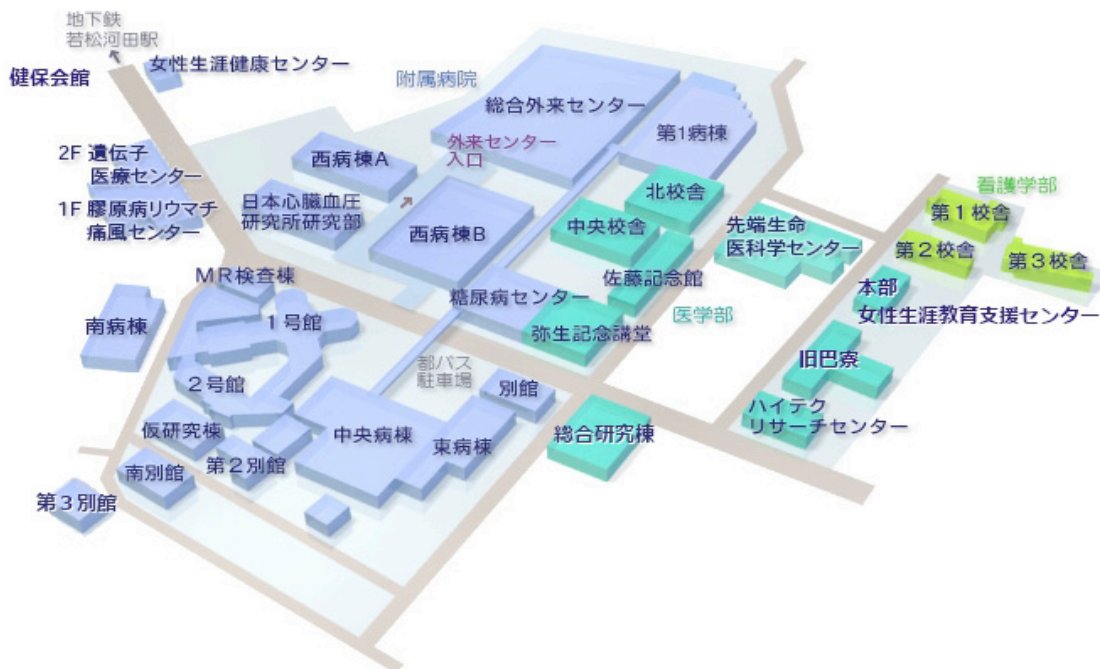 地下鉄
若松河田駅
健保会館
女性生涯健康センター
附属病院
総合外来センター
第1病棟
外来センター
入口
2F 遺伝子
医療センター
1F 膠原病リウマチ
痛風センター
西病棟A
日本心臓血圧
研究所研究部
西病棟B
北校舎
中央校舎
佐藤記念館
先端生命
医科学センター
看護学部
第1校舎
第2校舎
第3校舎
本部
女性生涯教育支援センター
MR検査棟
南病棟
1号館
糖尿病センター
弥生記念講堂
医学部
旧巴寮
2号館
都バス
駐車場
別館
ハイテク
リサーチセンター
仮研究棟
中央病棟
東病棟
総合研究棟
南別館
第2別館
第3別館